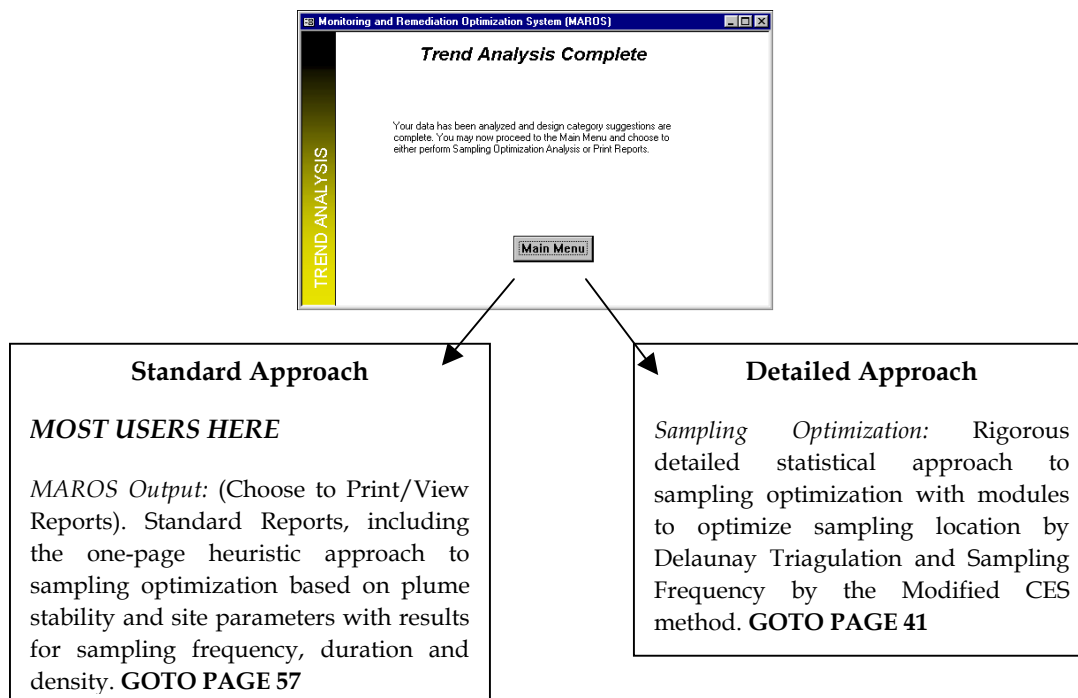 Monitoring and Remediation Optimization System (MAROS)
Trend Analysis Complete
Your data has been analyzed and design category suggestions are
complete. You may now proceed to the Main Menu and choose to
either perform Sampling Optimization Analysis or Print Reports.
TREND ANALYSIS
Main Menu
Standard Approach
MOST USERS HERE
MAROS Output: (Choose to Print/View
Reports). Standard Reports, including
the one-page heuristic approach to
sampling optimization based on plume
stability and site parameters with results
for sampling frequency, duration and
density. GOTO PAGE 57
Detailed Approach
Sampling Optimization: Rigorous
detailed statistical approach to
sampling optimization with modules
to optimize sampling location by
Delaunay Triagulation and Sampling
Frequency by the Modified CES
method. GOTO PAGE 41